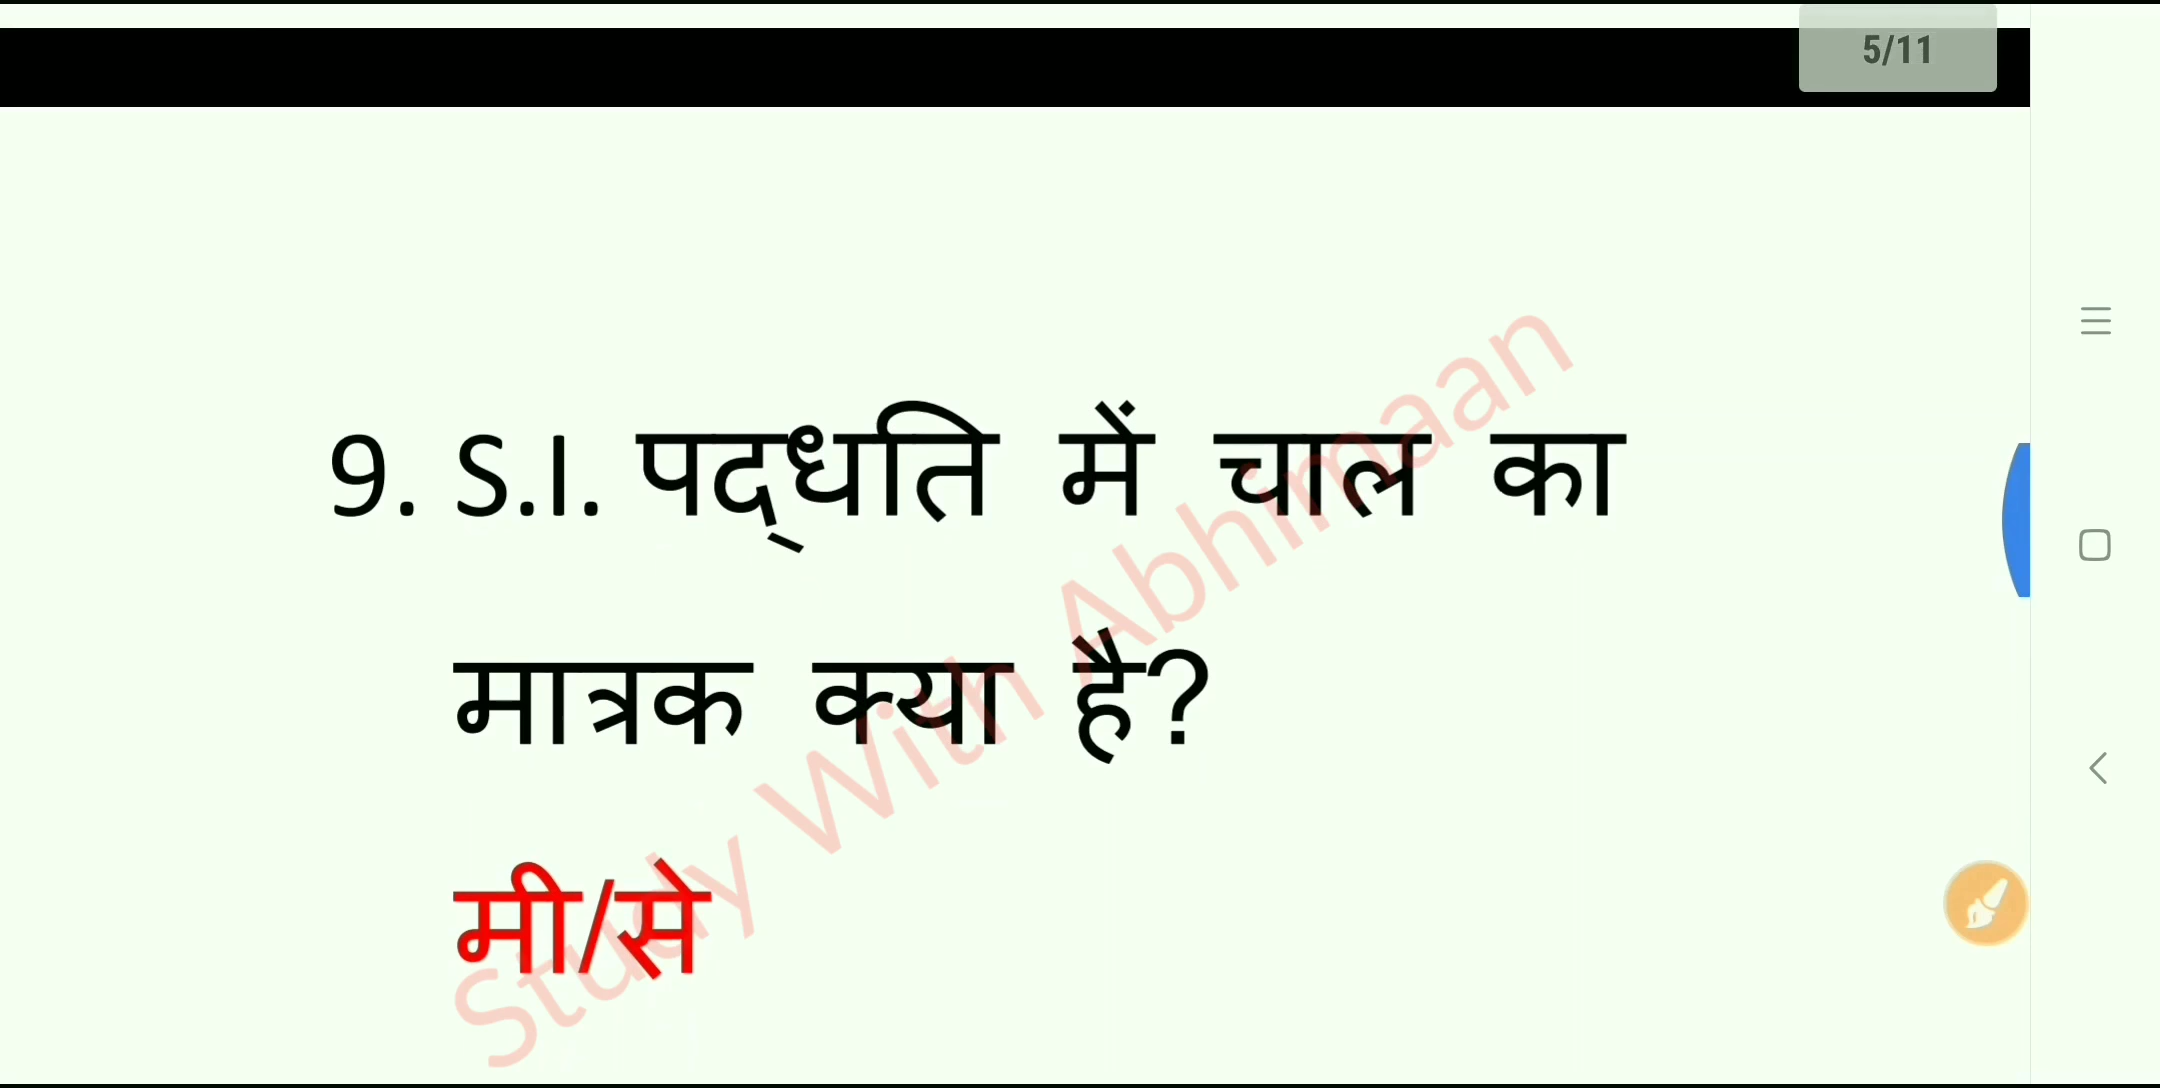 5/11
9. S.I. पद्धति में चाल का
मात्रक क्या है?
मी/से
Study With Abhimaan